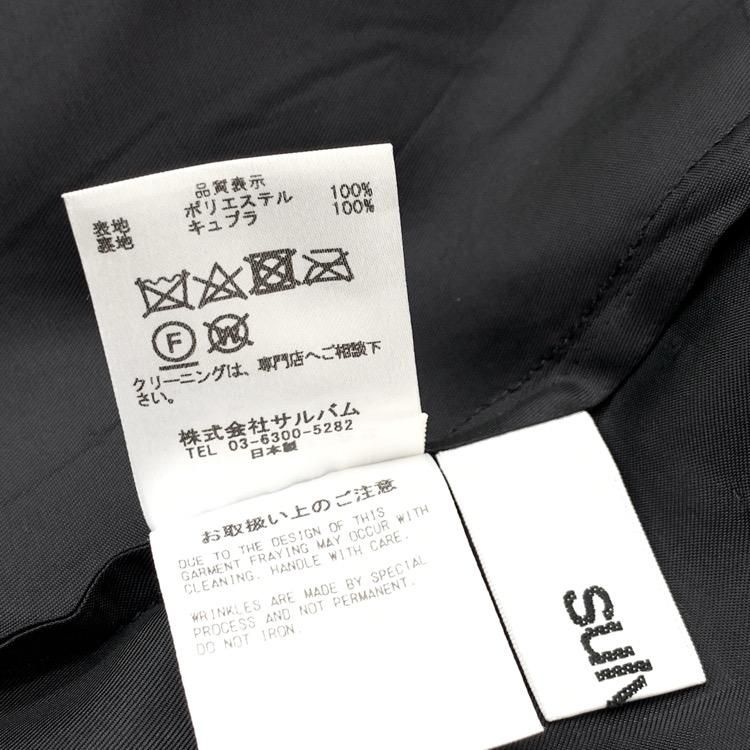 品質表示
表地 ポリエステル 100%
裏地 キュプラ 100%
F
W
クリーニングは、専門店へご相談下
さい。
株式会社サルバム
TEL 03-6300-5282
日本製
お取扱い上のご注意
DUE TO THE DESIGN OF THIS
GARMENT FRAYING MAY OCCUR WITH
CLEANING. HANDLE WITH CARE.
WRINKLES ARE MADE BY SPECIAL
PROCESS AND NOT PERMANENT.
DO NOT IRON.